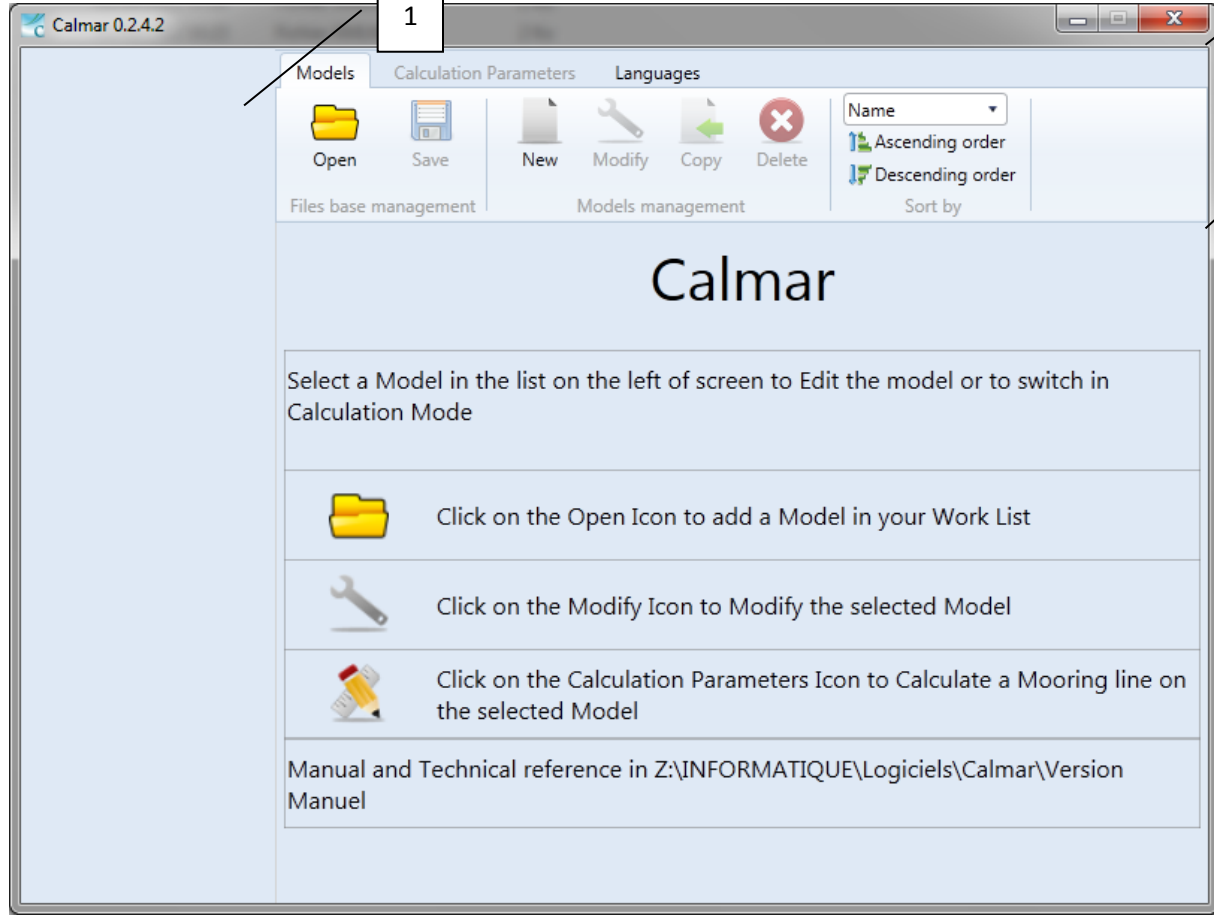 Calmar 0.2.4.2
1
Models Calculation Parameters Languages
Name
Ascending order
Open Save New Modify Copy Delete
Descending order
Files base management Models management Sort by
Calmar
Select a Model in the list on the left of screen to Edit the model or to switch in
Calculation Mode
Click on the Open Icon to add a Model in your Work List
Click on the Modify Icon to Modify the selected Model
Click on the Calculation Parameters Icon to Calculate a Mooring line on
the selected Model
Manual and Technical reference in Z:\INFORMATIQUE\Logiciels\Calmar\Version
Manuel